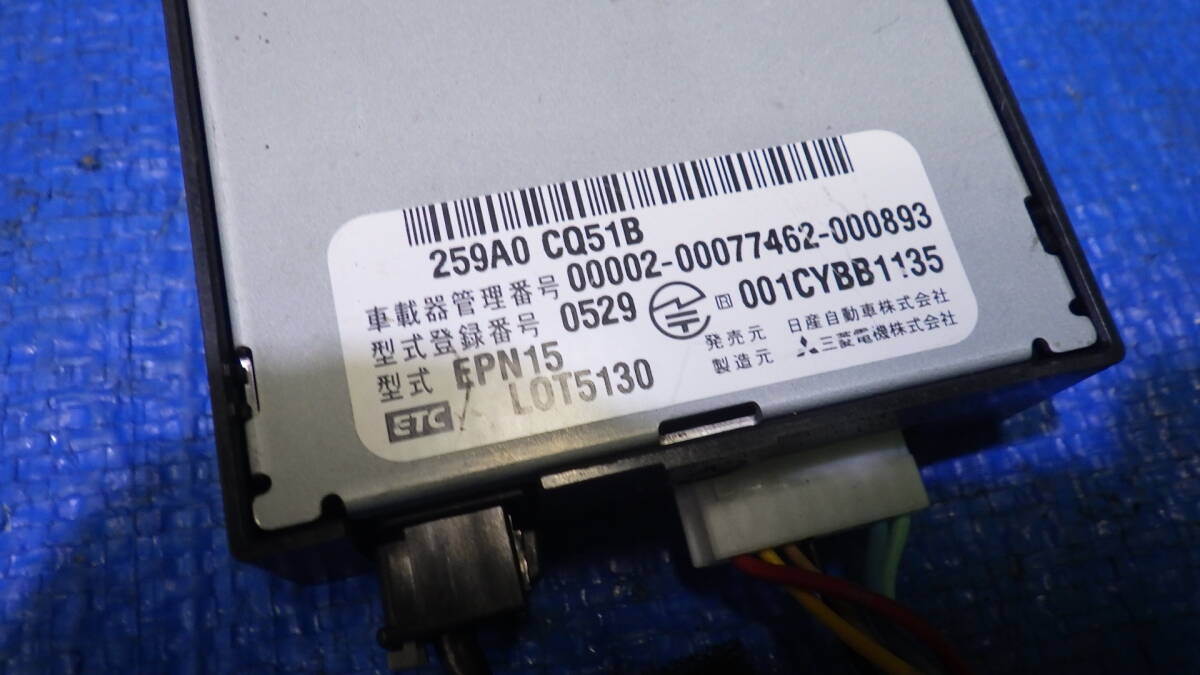 259A0 CQ51B
車載器管理番号 00002-00077462-000893
型式登録番号 0529 R 001CYBB1135
型式 EPN15 発売元 日産自動車株式会社
ETC LOT5130 製造元 三菱電機株式会社